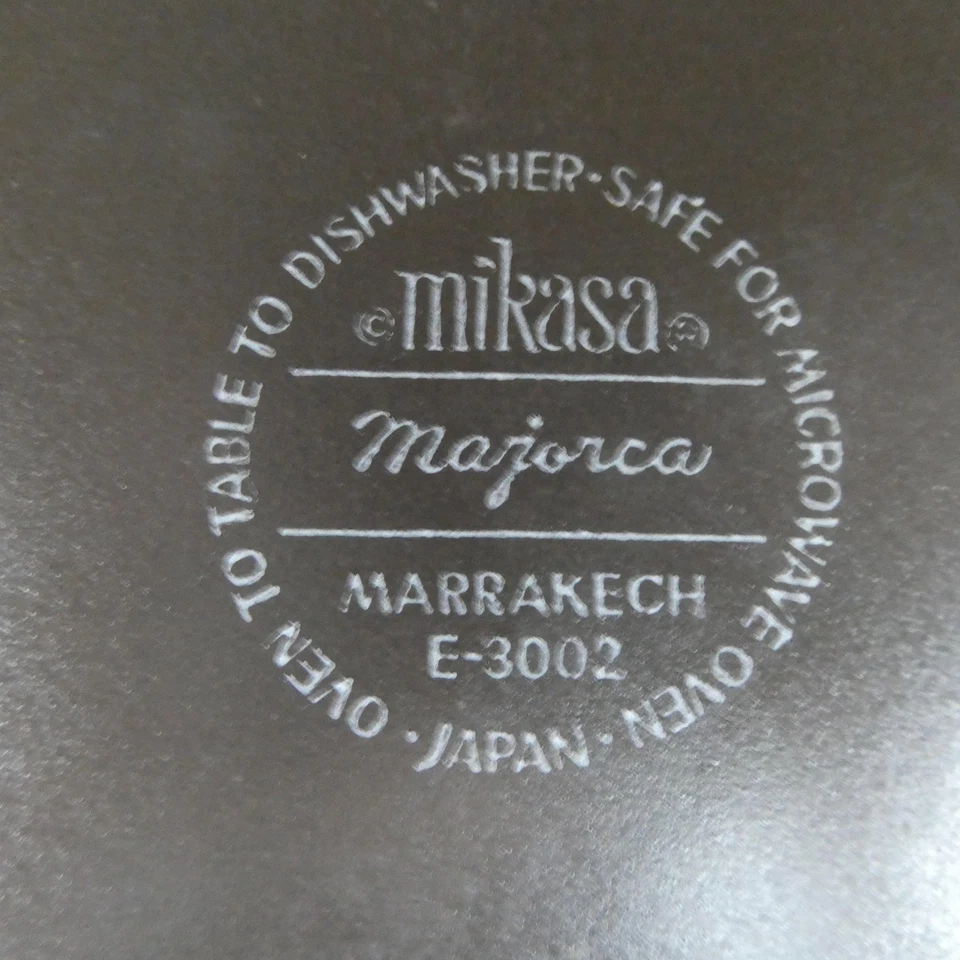 OVEN TO TABLE TO DISHWASHER · SAFE FOR MICROWAVE OVEN · JAPAN ·
© mikasa ®
Majorca
MARRAKECH
E-3002